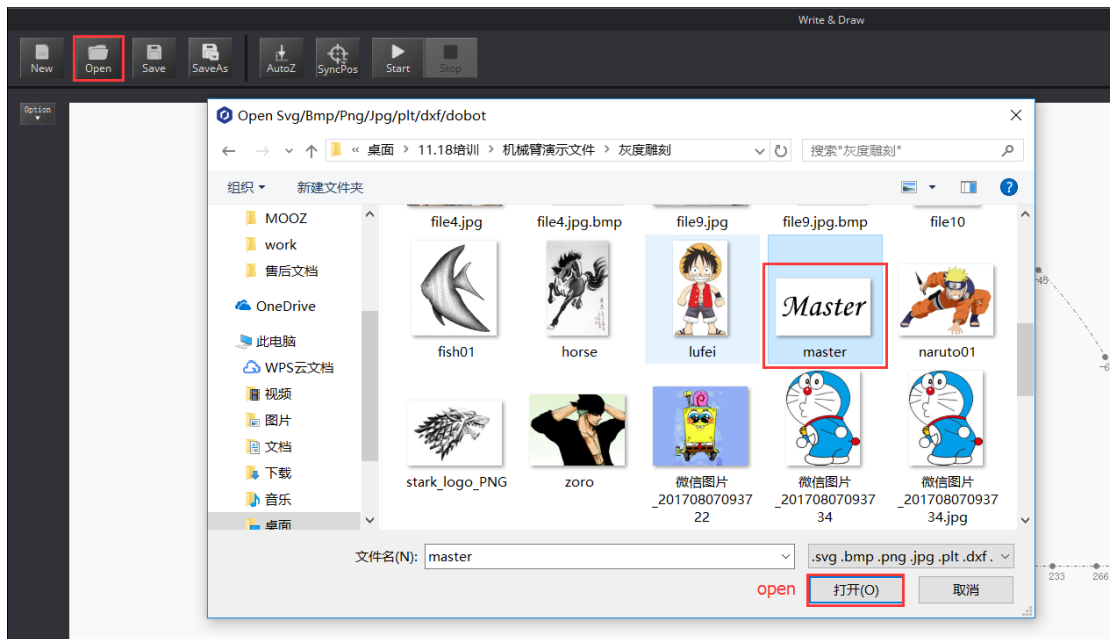 Write & Draw
New Open Save SaveAs AutoZ SyncPos Start Stop
Option
Open Svg/Bmp/Png/Jpg/plt/dxf/dobot
« 桌面 › 11.18培训 › 机械臂演示文件 › 灰度雕刻
搜索"灰度雕刻"
组织 新建文件夹
MOOZ
work
售后文档
OneDrive
此电脑
WPS云文档
视频
图片
文档
下载
音乐
桌面
file4.jpg file4.jpg.bmp file9.jpg file9.jpg.bmp file10
Master
fish01 horse lufei master naruto01
stark_logo_PNG zoro
微信图片
_201708070937
22
微信图片
_201708070937
34
微信图片
_201708070937
34.jpg
文件名(N): master
.svg .bmp .png .jpg .plt .dxf .
open 打开(O) 取消
-45
-6
233 266